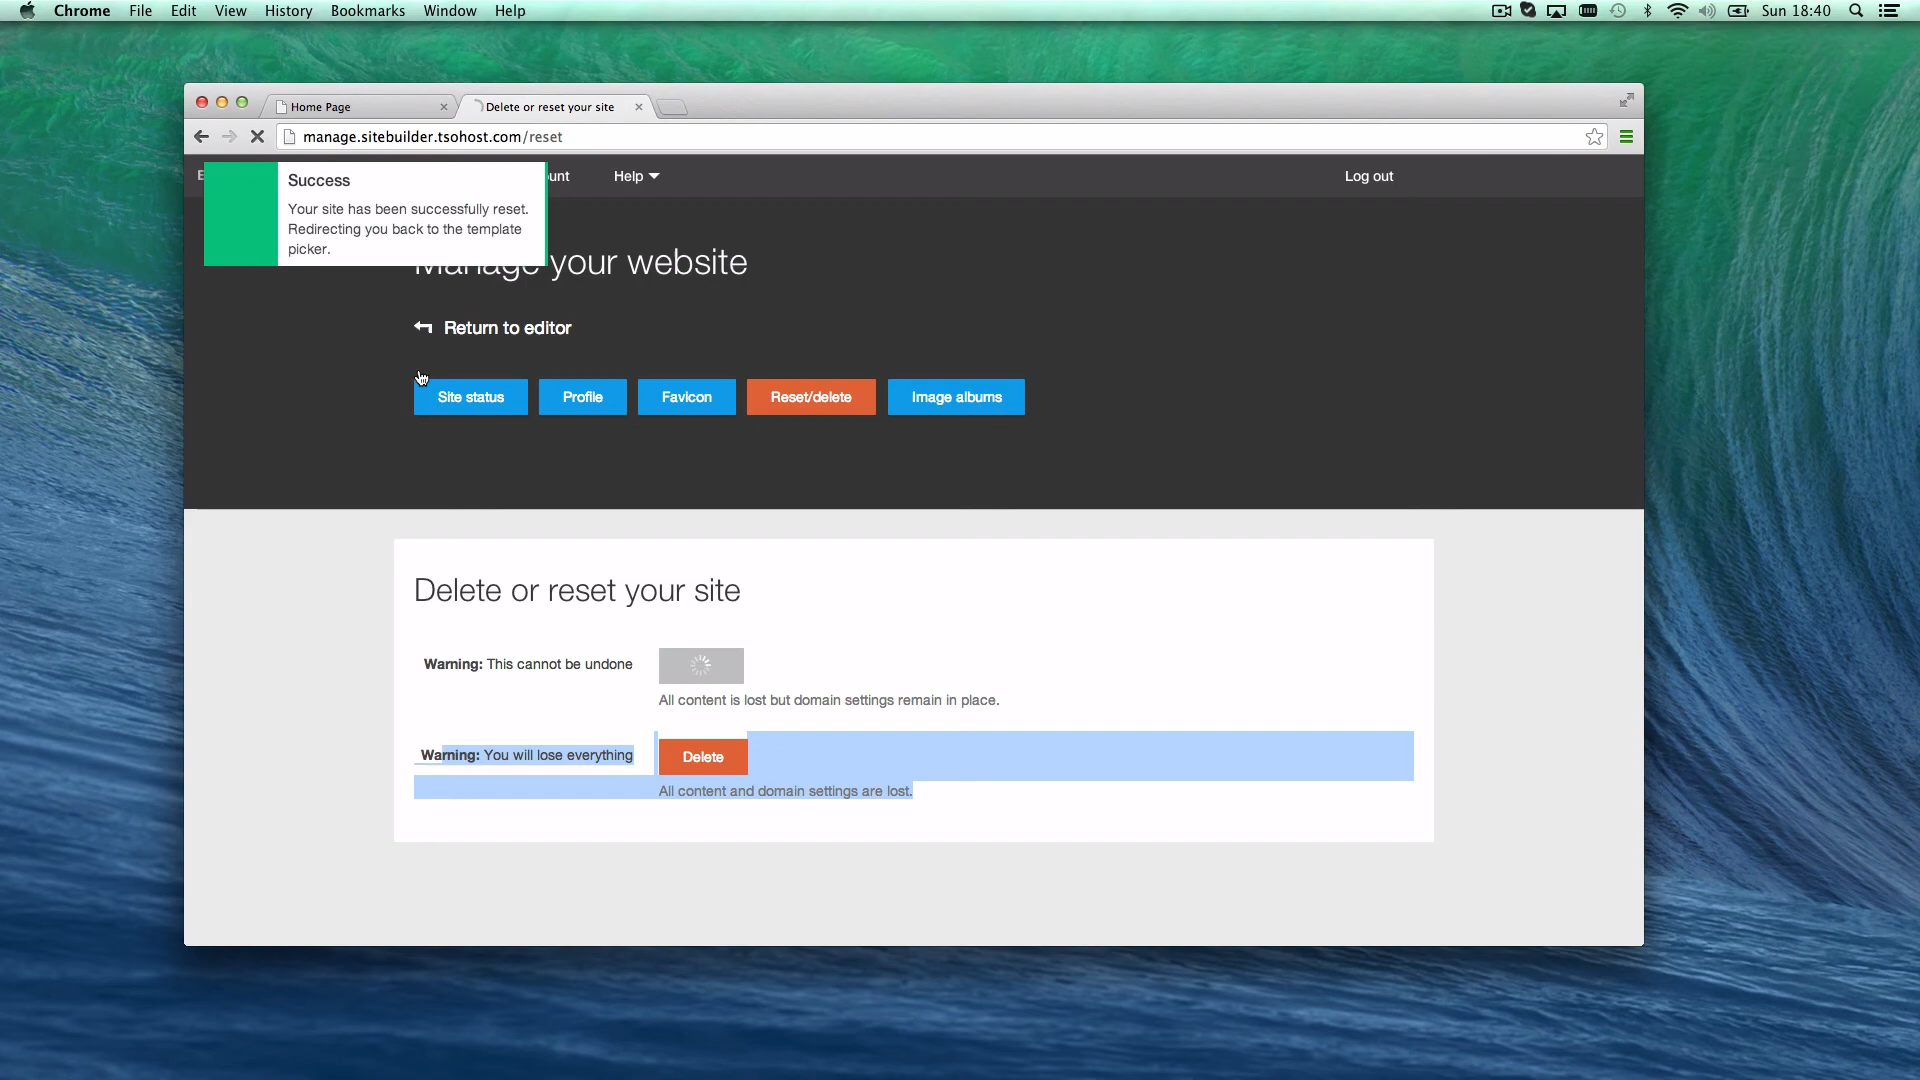 Chrome File Edit View History Bookmarks Window Help Sun 18:40
Home Page Delete or reset your site
manage.sitebuilder.tsohost.com/reset
Help Log out
Success
Your site has been successfully reset.
Redirecting you back to the template
picker.
Manage your website
Return to editor
Site status Profile Favicon Reset/delete Image albums
Delete or reset your site
Warning: This cannot be undone
All content is lost but domain settings remain in place.
Warning: You will lose everything Delete
All content and domain settings are lost.